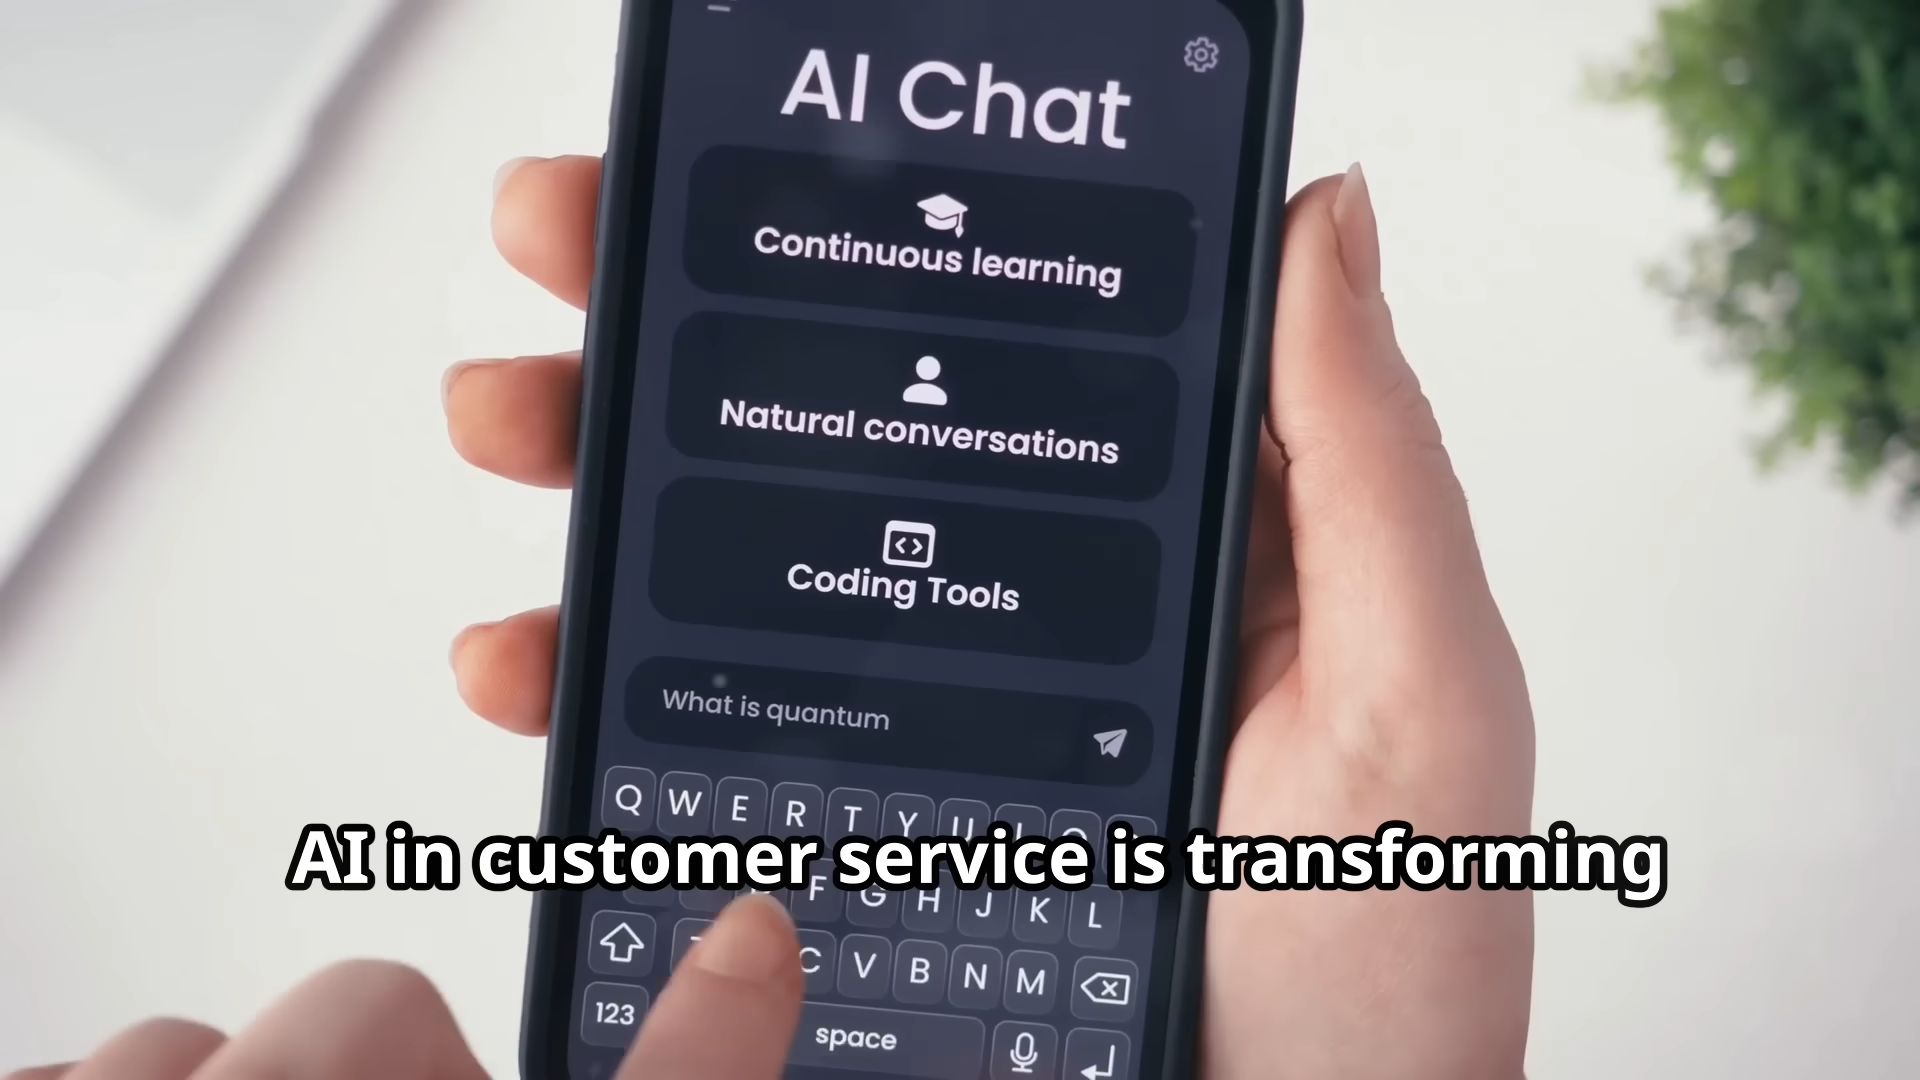 AI Chat
Continuous learning
Natural conversations
Coding Tools
What is quantum
Q W E R T Y U
AI in customer service is transforming
F G H J K L
C V B N M
123 space